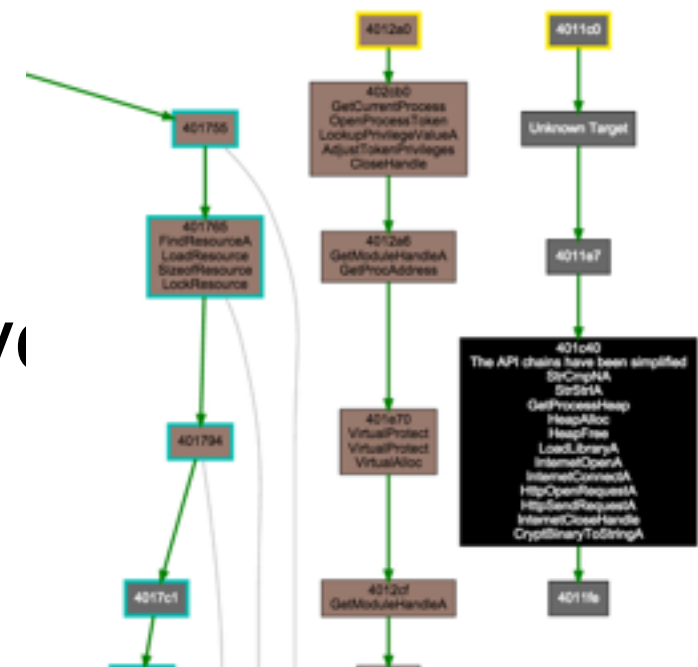 401755
401765
FindResourceA
LoadResource
SizeofResource
LockResource
401794
4017c1
4012a0
402cb0
GetCurrentProcess
OpenProcessToken
LookupPrivilegeValueA
AdjustTokenPrivileges
CloseHandle
4012a6
GetModuleHandleA
GetProcAddress
401e70
VirtualProtect
VirtualProtect
VirtualAlloc
4012cf
GetModuleHandleA
4011c0
Unknown Target
4011e7
401c40
The API chains have been simplified
StrCmpNA
StrStrIA
GetProcessHeap
HeapAlloc
HeapFree
LoadLibraryA
InternetOpenA
InternetConnectA
HttpOpenRequestA
HttpSendRequestA
InternetCloseHandle
CryptBinaryToStringA
4011fe